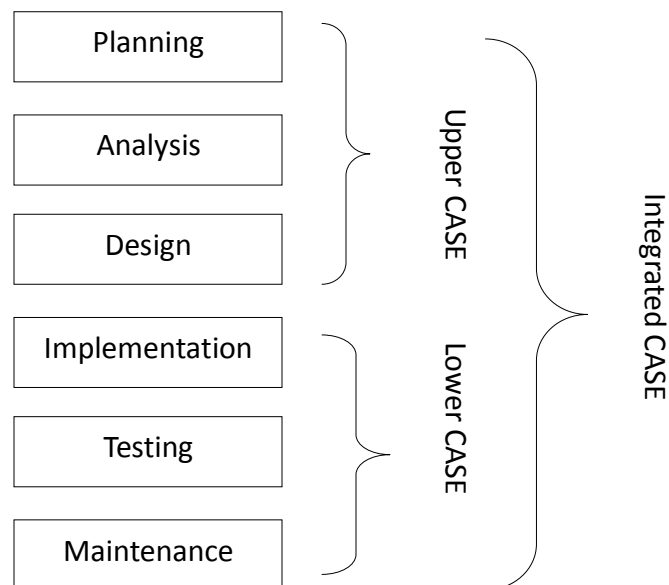 Planning
Analysis
Design
Implementation
Testing
Maintenance
Upper CASE
Lower CASE
Integrated CASE